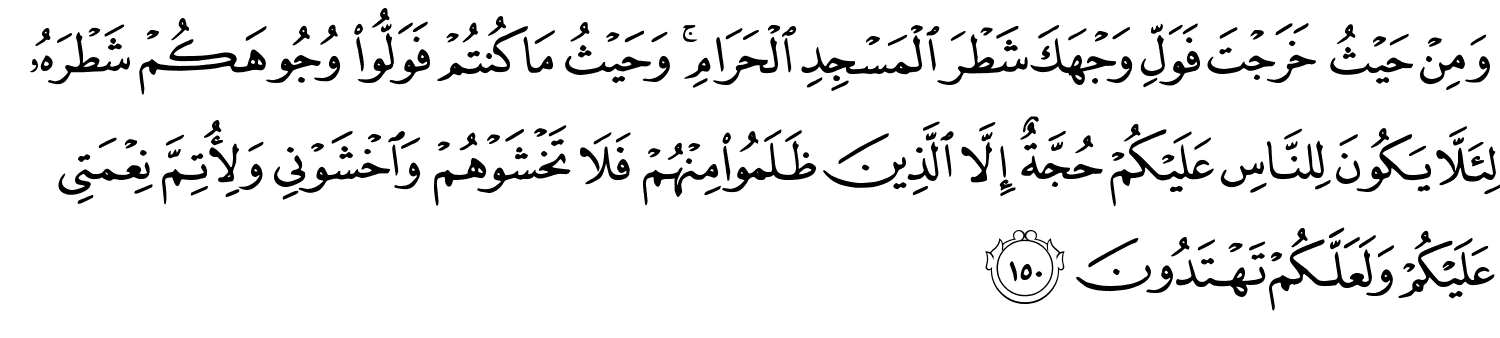 وَمِنْ حَيْثُ خَرَجْتَ فَوَلِّ وَجْهَكَ شَطْرَ ٱلْمَسْجِدِ ٱلْحَرَامِ ۚ وَحَيْثُ مَا كُنتُمْ فَوَلُّوا۟ وُجُوهَكُمْ شَطْرَهُۥ
لِئَلَّا يَكُونَ لِلنَّاسِ عَلَيْكُمْ حُجَّةٌ إِلَّا ٱلَّذِينَ ظَلَمُوا۟ مِنْهُمْ فَلَا تَخْشَوْهُمْ وَٱخْشَوْنِى وَلِأُتِمَّ نِعْمَتِى
عَلَيْكُمْ وَلَعَلَّكُمْ تَهْتَدُونَ ١٥٠